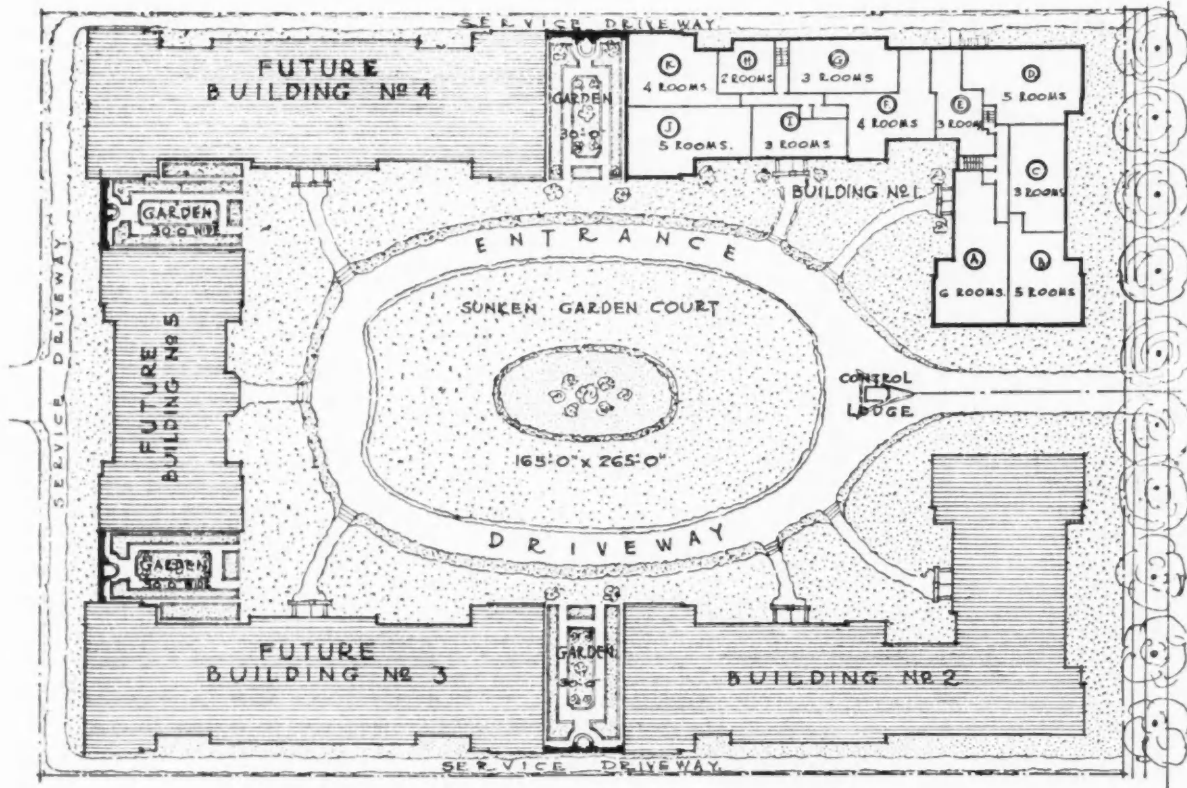 SERVICE DRIVEWAY
FUTURE
BUILDING No 4
GARDEN
30'-0"
K
4 ROOMS
H
2 ROOMS
G
3 ROOMS
D
5 ROOMS
F
4 ROOMS
E
3 ROOMS
J
5 ROOMS.
I
3 ROOMS
C
3 ROOMS
BUILDING No 1.
GARDEN
30'-0 WIDE
ENTRANCE
A
6 ROOMS.
B
5 ROOMS
SERVICE DRIVEWAY
FUTURE
BUILDING No 5
SUNKEN GARDEN COURT
CONTROL
LODGE
165'-0" x 265'-0"
DRIVEWAY
GARDEN
30'-0 WIDE
FUTURE
BUILDING No 3
GARDEN
30'-0"
BUILDING No 2
SERVICE DRIVEWAY